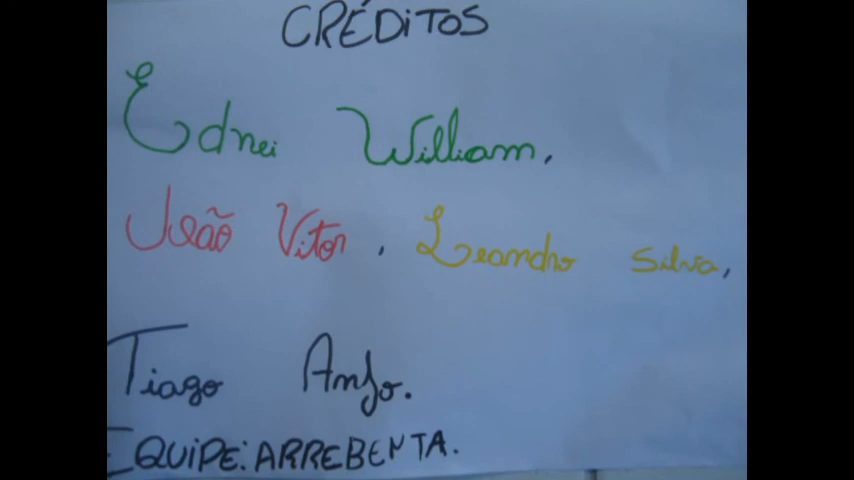 CRÉDITOS
Ednei William,
João Vitor, Leandro Silva,
Tiago Anjo.
EQUIPE: ARREBENTA.